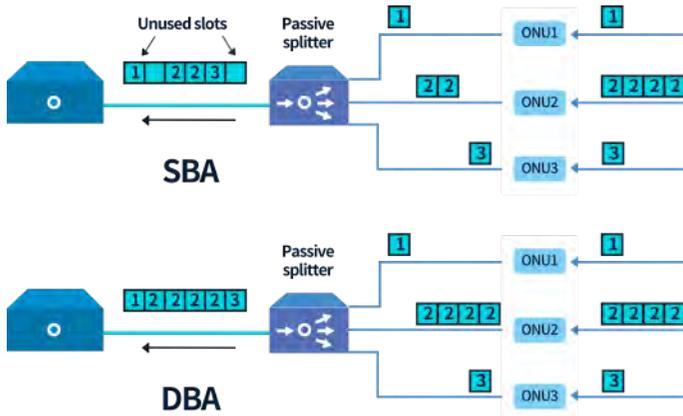 Unused slots
Passive
splitter
1
1
ONU1
1 2 2 3
2 2
ONU2
2 2 2 2
SBA
3
ONU3
3
Passive
splitter
1
ONU1
1
1 2 2 2 2 3
2 2 2 2
ONU2
2 2 2 2
DBA
3
ONU3
3